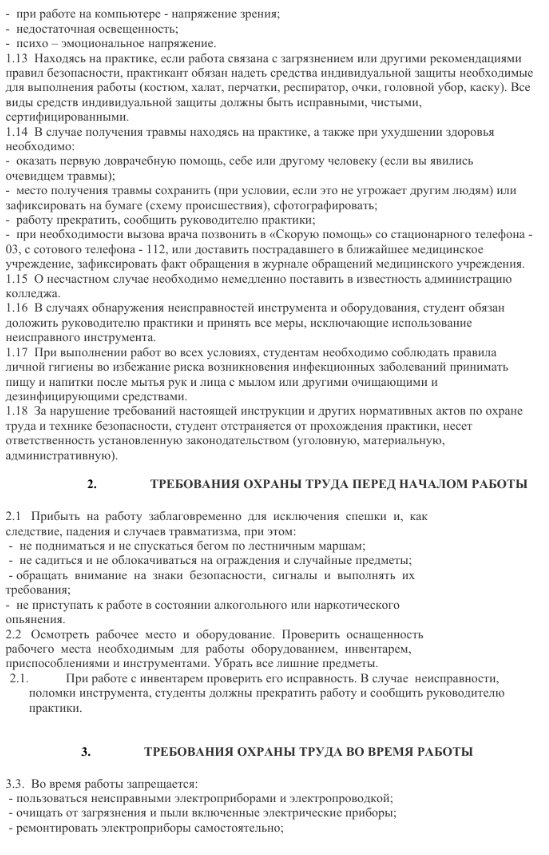 -  при работе на компьютере - напряжение зрения;
-  недостаточная освещенность;
-  психо – эмоциональное напряжение.
1.13  Находясь на практике, если работа связана с загрязнением или другими рекомендациями
правил безопасности, практикант обязан надеть средства индивидуальной защиты необходимые
для выполнения работы (костюм, халат, перчатки, респиратор, очки, головной убор, каску). Все
виды средств индивидуальной защиты должны быть исправными, чистыми,
сертифицированными.
1.14  В случае получения травмы находясь на практике, а также при ухудшении здоровья
необходимо:
-  оказать первую доврачебную помощь, себе или другому человеку (если вы явились
очевидцем травмы);
-  место получения травмы сохранить (при условии, если это не угрожает другим людям) или
зафиксировать на бумаге (схему происшествия), сфотографировать;
-  работу прекратить, сообщить руководителю практики;
-  при необходимости вызова врача позвонить в «Скорую помощь» со стационарного телефона -
03, с сотового телефона - 112, или доставить пострадавшего в ближайшее медицинское
учреждение, зафиксировать факт обращения в журнале обращений медицинского учреждения.
1.15  О несчастном случае необходимо немедленно поставить в известность администрацию
колледжа.
1.16  В случаях обнаружения неисправностей инструмента и оборудования, студент обязан
доложить руководителю практики и принять все меры, исключающие использование
неисправного инструмента.
1.17  При выполнении работ во всех условиях, студентам необходимо соблюдать правила
личной гигиены во избежание риска возникновения инфекционных заболеваний принимать
пищу и напитки после мытья рук и лица с мылом или другими очищающими и
дезинфицирующими средствами.
1.18  За нарушение требований настоящей инструкции и других нормативных актов по охране
труда и технике безопасности, студент отстраняется от прохождения практики, несет
ответственность установленную законодательством (уголовную, материальную,
административную).
2. ТРЕБОВАНИЯ ОХРАНЫ ТРУДА ПЕРЕД НАЧАЛОМ РАБОТЫ
2.1  Прибыть на работу заблаговременно для исключения спешки и, как
следствие, падения и случаев травматизма, при этом:
-  не подниматься и не спускаться бегом по лестничным маршам;
-  не садиться и не облокачиваться на ограждения и случайные предметы;
- обращать внимание на знаки безопасности, сигналы и выполнять их
требования;
-  не приступать к работе в состоянии алкогольного или наркотического
опьянения.
2.2  Осмотреть рабочее место и оборудование. Проверить оснащенность
рабочего места необходимым для работы оборудованием, инвентарем,
приспособлениями и инструментами. Убрать все лишние предметы.
2.1. При работе с инвентарем проверить его исправность. В случае  неисправности,
поломки инструмента, студенты должны прекратить работу и сообщить руководителю
практики.
3. ТРЕБОВАНИЯ ОХРАНЫ ТРУДА ВО ВРЕМЯ РАБОТЫ
3.3.  Во время работы запрещается:
- пользоваться неисправными электроприборами и электропроводкой;
- очищать от загрязнения и пыли включенные электрические приборы;
- ремонтировать электроприборы самостоятельно;